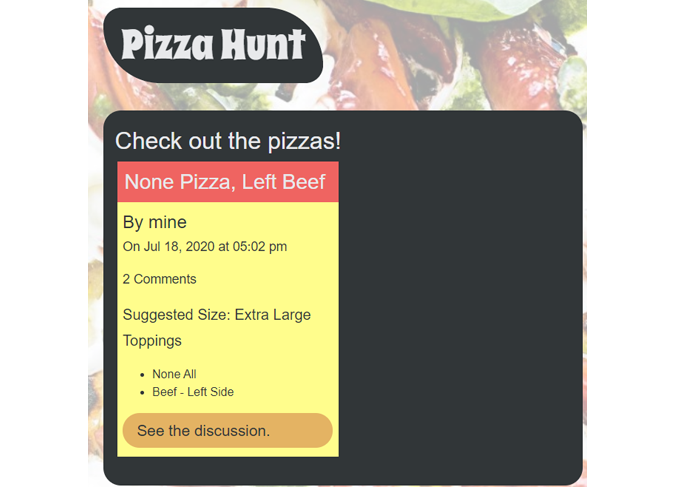 Pizza Hunt
Check out the pizzas!
None Pizza, Left Beef
By mine
On Jul 18, 2020 at 05:02 pm
2 Comments
Suggested Size: Extra Large
Toppings
None All
Beef - Left Side
See the discussion.